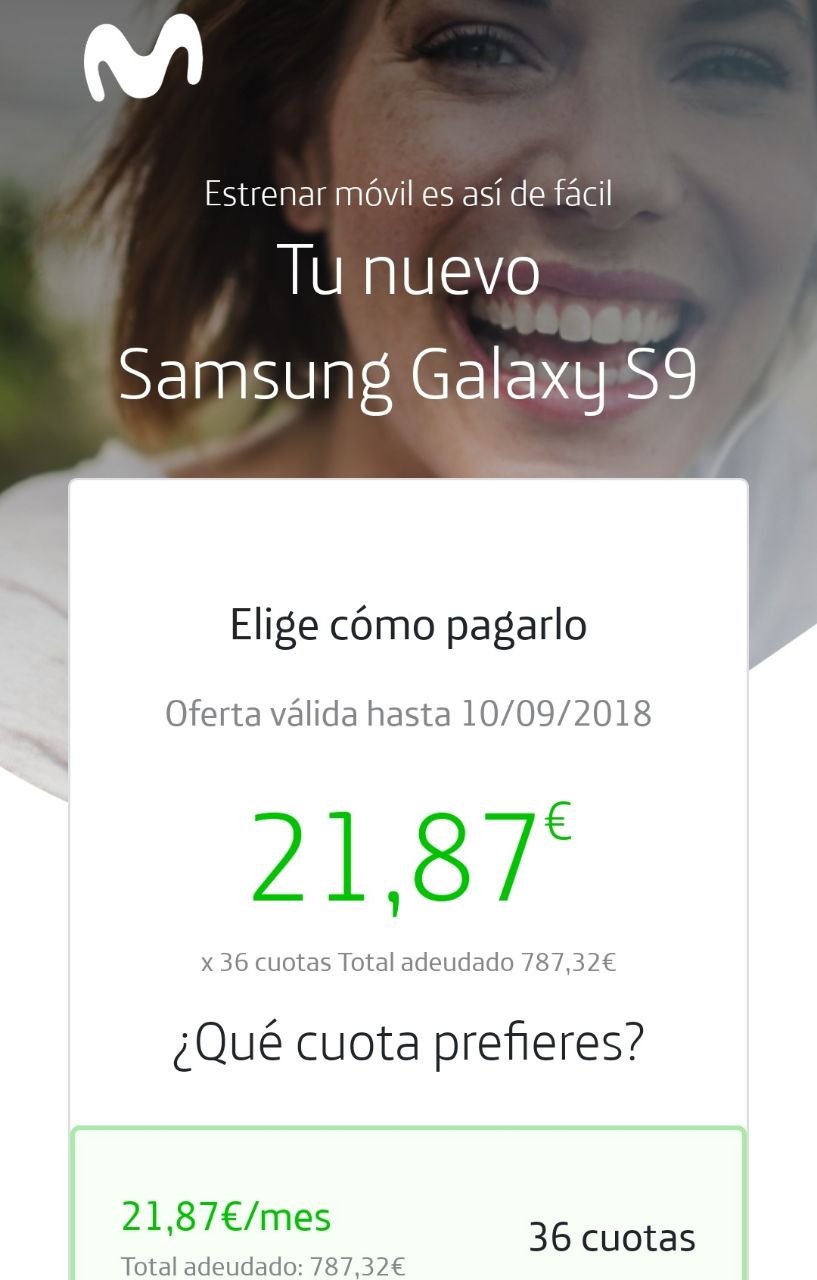 Estrenar móvil es así de fácil
Tu nuevo
Samsung Galaxy S9
Elige cómo pagarlo
Oferta válida hasta 10/09/2018
21,87€
x 36 cuotas Total adeudado 787,32€
¿Qué cuota prefieres?
21,87€/mes
36 cuotas
Total adeudado: 787,32€